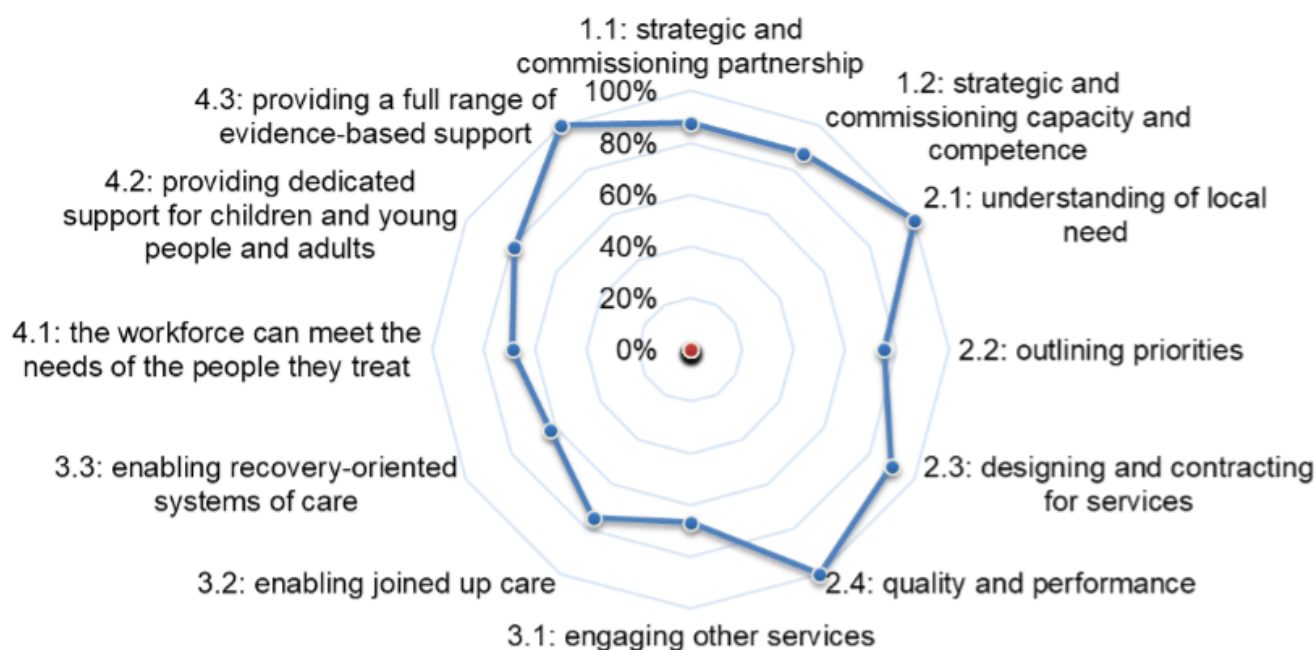 1.1: strategic and
commissioning partnership
1.2: strategic and
commissioning capacity and
competence
2.1: understanding of local
need
2.2: outlining priorities
2.3: designing and contracting
for services
2.4: quality and performance
3.1: engaging other services
3.2: enabling joined up care
3.3: enabling recovery-oriented
systems of care
4.1: the workforce can meet the
needs of the people they treat
4.2: providing dedicated
support for children and young
people and adults
4.3: providing a full range of
evidence-based support
100%
80%
60%
40%
20%
0%